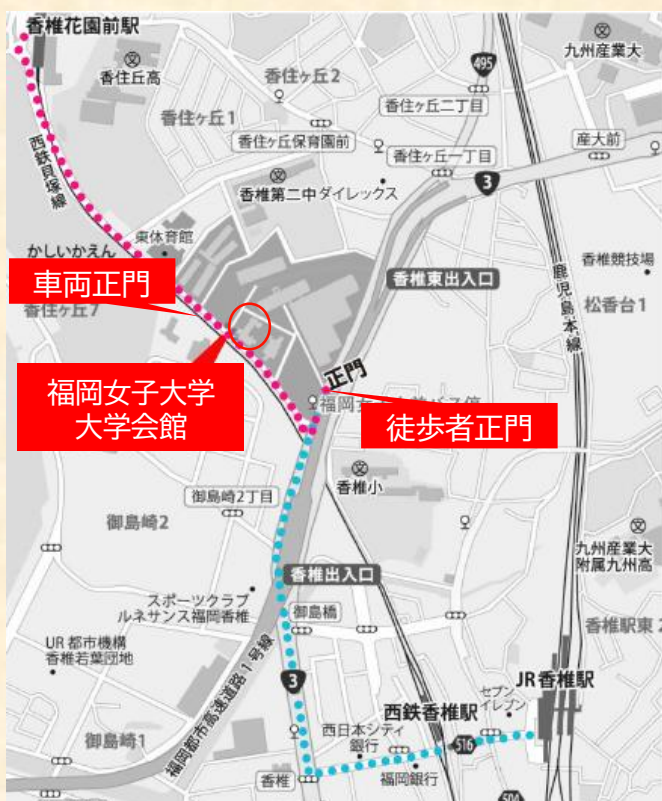 香椎花園前駅
香住丘高
香住ヶ丘2
九州産業大
495
香住ヶ丘二丁目
香住ヶ丘1
香住ヶ丘保育園前
産大前
香住ヶ丘一丁目
西鉄貝塚線
3
香椎第二中
ダイレックス
東体育館
かしいかえん
香椎東出入口
香椎競技場
鹿児島本線
車両正門
松香台1
香住ヶ丘7
正門
福岡女子大学
大学会館
福岡女
徒歩者正門
香椎小
御島崎2丁目
御島崎2
九州産業大
附属九州高
香椎出入口
スポーツクラブ
ルネサンス福岡香椎
御島橋
香椎駅東2
UR都市機構
香椎若葉団地
福岡都市高速道路1号線
3
JR香椎駅
セブン
イレブン
西鉄香椎駅
西日本シティ
銀行
516
御島崎1
香椎
福岡銀行
504